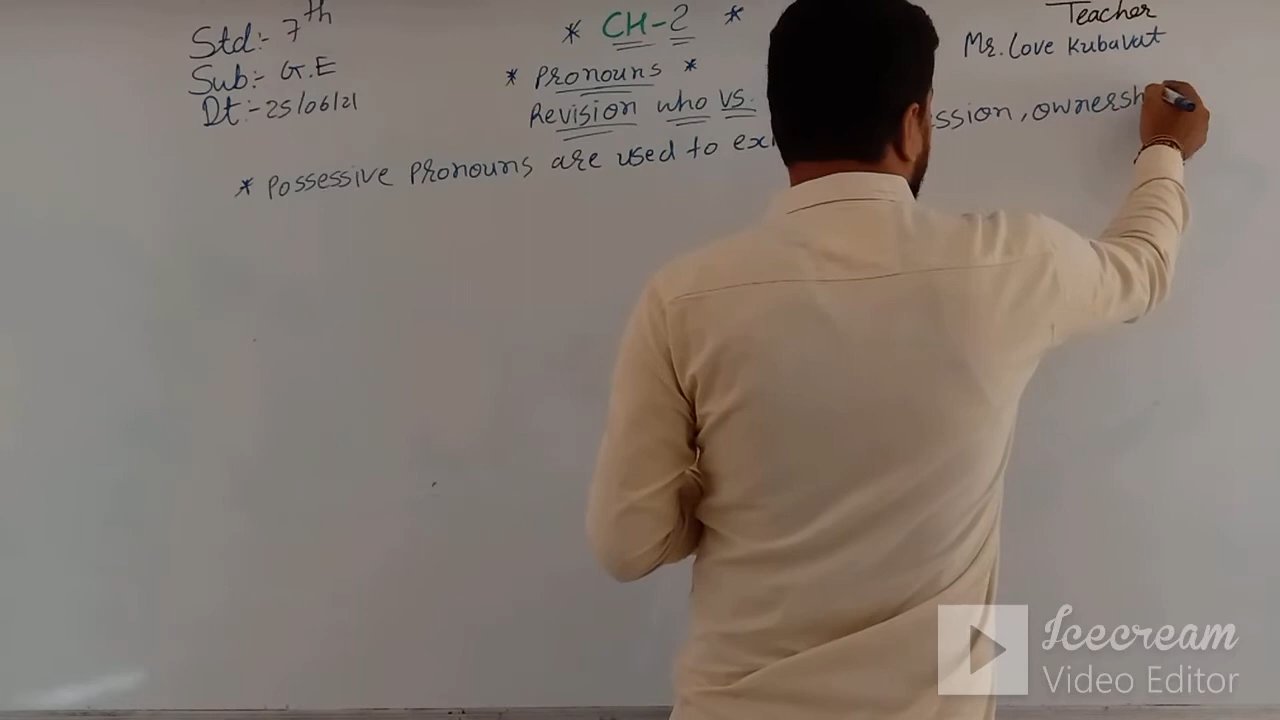 Std:- 7th
Sub:- G.E
Dt:-25/06/21
* CH-2 *
* Pronouns *
Revision who vs.
Teacher
Mr. Love Kubavat
* Possessive Pronouns are used to ex ssion, ownersh
Icecream
Video Editor